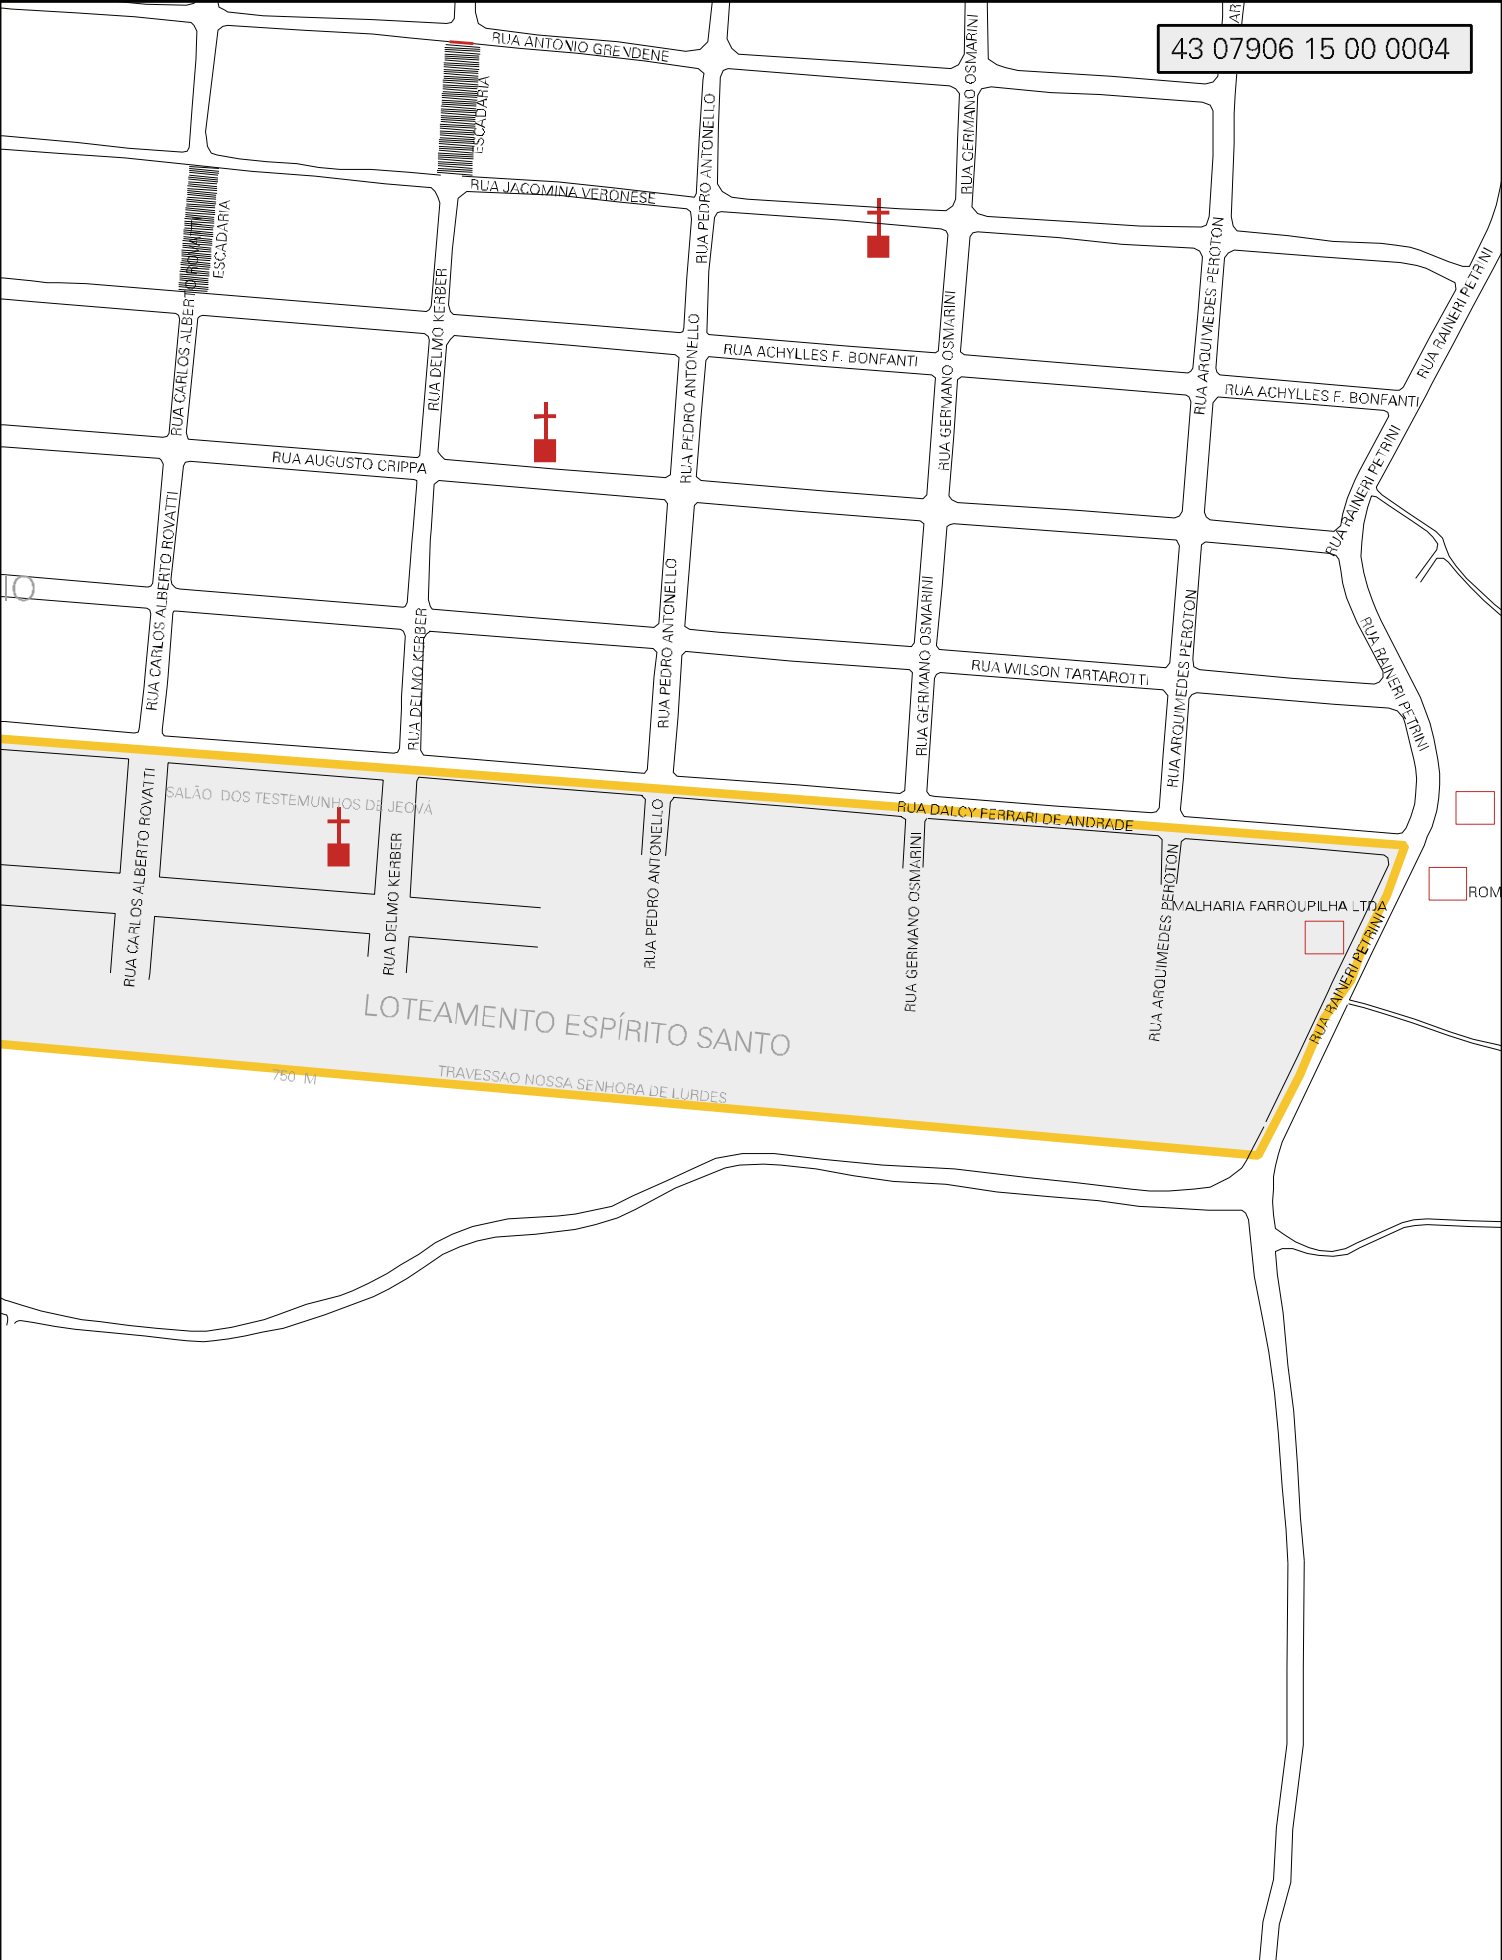 43 07906 15 00 0004
RUA ANTONIO GRENDENE
RUA GERMANO OSMARINI
AR
ESCADARIA
RUA PEDRO ANTONELLO
RUA JACOMINA VERONESE
ESCADARIA
RUA CARLOS ALBERTO ROVATTI
RUA DELMO KERBER
RUA PEDRO ANTONELLO
RUA GERMANO OSMARINI
RUA ARQUIMEDES PEROTON
RUA RAINERI PETRINI
RUA ACHYLLES F. BONFANTI
RUA ACHYLLES F. BONFANTI
RUA RAINERI PETRINI
RUA AUGUSTO CRIPPA
IO
RUA CARLOS ALBERTO ROVATTI
RUA DELMO KERBER
RUA PEDRO ANTONELLO
RUA GERMANO OSMARINI
RUA ARQUIMEDES PEROTON
RUA RAINERI PETRINI
RUA WILSON TARTAROTTI
RUA DALCY FERRARI DE ANDRADE
SALÃO DOS TESTEMUNHOS DE JEOVÁ
RUA CARLOS ALBERTO ROVATTI
RUA DELMO KERBER
RUA PEDRO ANTONELLO
RUA GERMANO OSMARINI
RUA ARQUIMEDES PEROTON
MALHARIA FARROUPILHA LTDA
ROM
RUA RAINERI PETRINI
LOTEAMENTO ESPÍRITO SANTO
750 M
TRAVESSAO NOSSA SENHORA DE LURDES